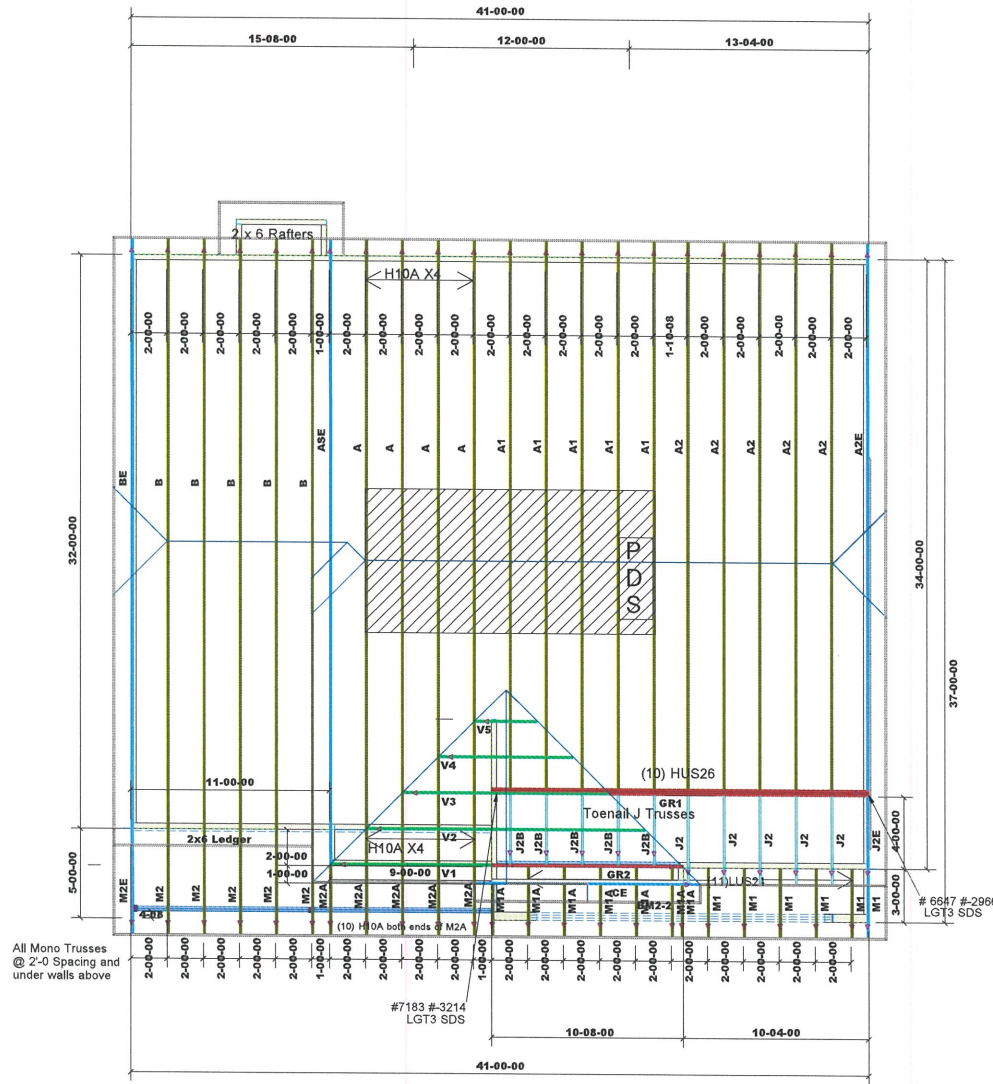 41-00-00
15-08-00
12-00-00
13-04-00
2 x 6 Rafters
H10A X4
2-00-00
2-00-00
2-00-00
2-00-00
2-00-00
1-00-00
2-00-00
2-00-00
2-00-00
2-00-00
2-00-00
2-00-00
2-00-00
2-00-00
2-00-00
1-10-08
2-00-00
2-00-00
2-00-00
2-00-00
2-00-00
BE
B
B
B
B
B
ASE
A
A
A
A
A1
A1
A1
A1
A1
A2
A2
A2
A2
A2
A2E
32-00-00
34-00-00
37-00-00
PDS
V5
V4
V3
V2
V1
(10) HUS26
GR1
Toenail J Trusses
11-00-00
2x6 Ledger
H10A X4
2-00-00
1-00-00
9-00-00
J2B
J2B
J2B
J2B
J2B
J2
J2
J2
J2
J2
J2E
4-00-00
GR2
5-00-00
3-00-00
M2E
M2
M2
M2
M2
M2E
M2A
M2A
M2A
M2A
M2A
M1A
M1A
M1A
M1A
M1A
M1A
M1
M1
M1
M1
M1
# 6647 #-2966
LGT3 SDS
(10) H10A both ends of M2A
All Mono Trusses
@ 2'-0 Spacing and
under walls above
2-00-00
2-00-00
2-00-00
2-00-00
2-00-00
2-00-00
2-00-00
2-00-00
2-00-00
1-00-00
2-00-00
2-00-00
2-00-00
2-00-00
2-00-00
2-00-00
2-00-00
2-00-00
2-00-00
2-00-00
#7183 #-3214
LGT3 SDS
10-08-00
10-04-00
41-00-00